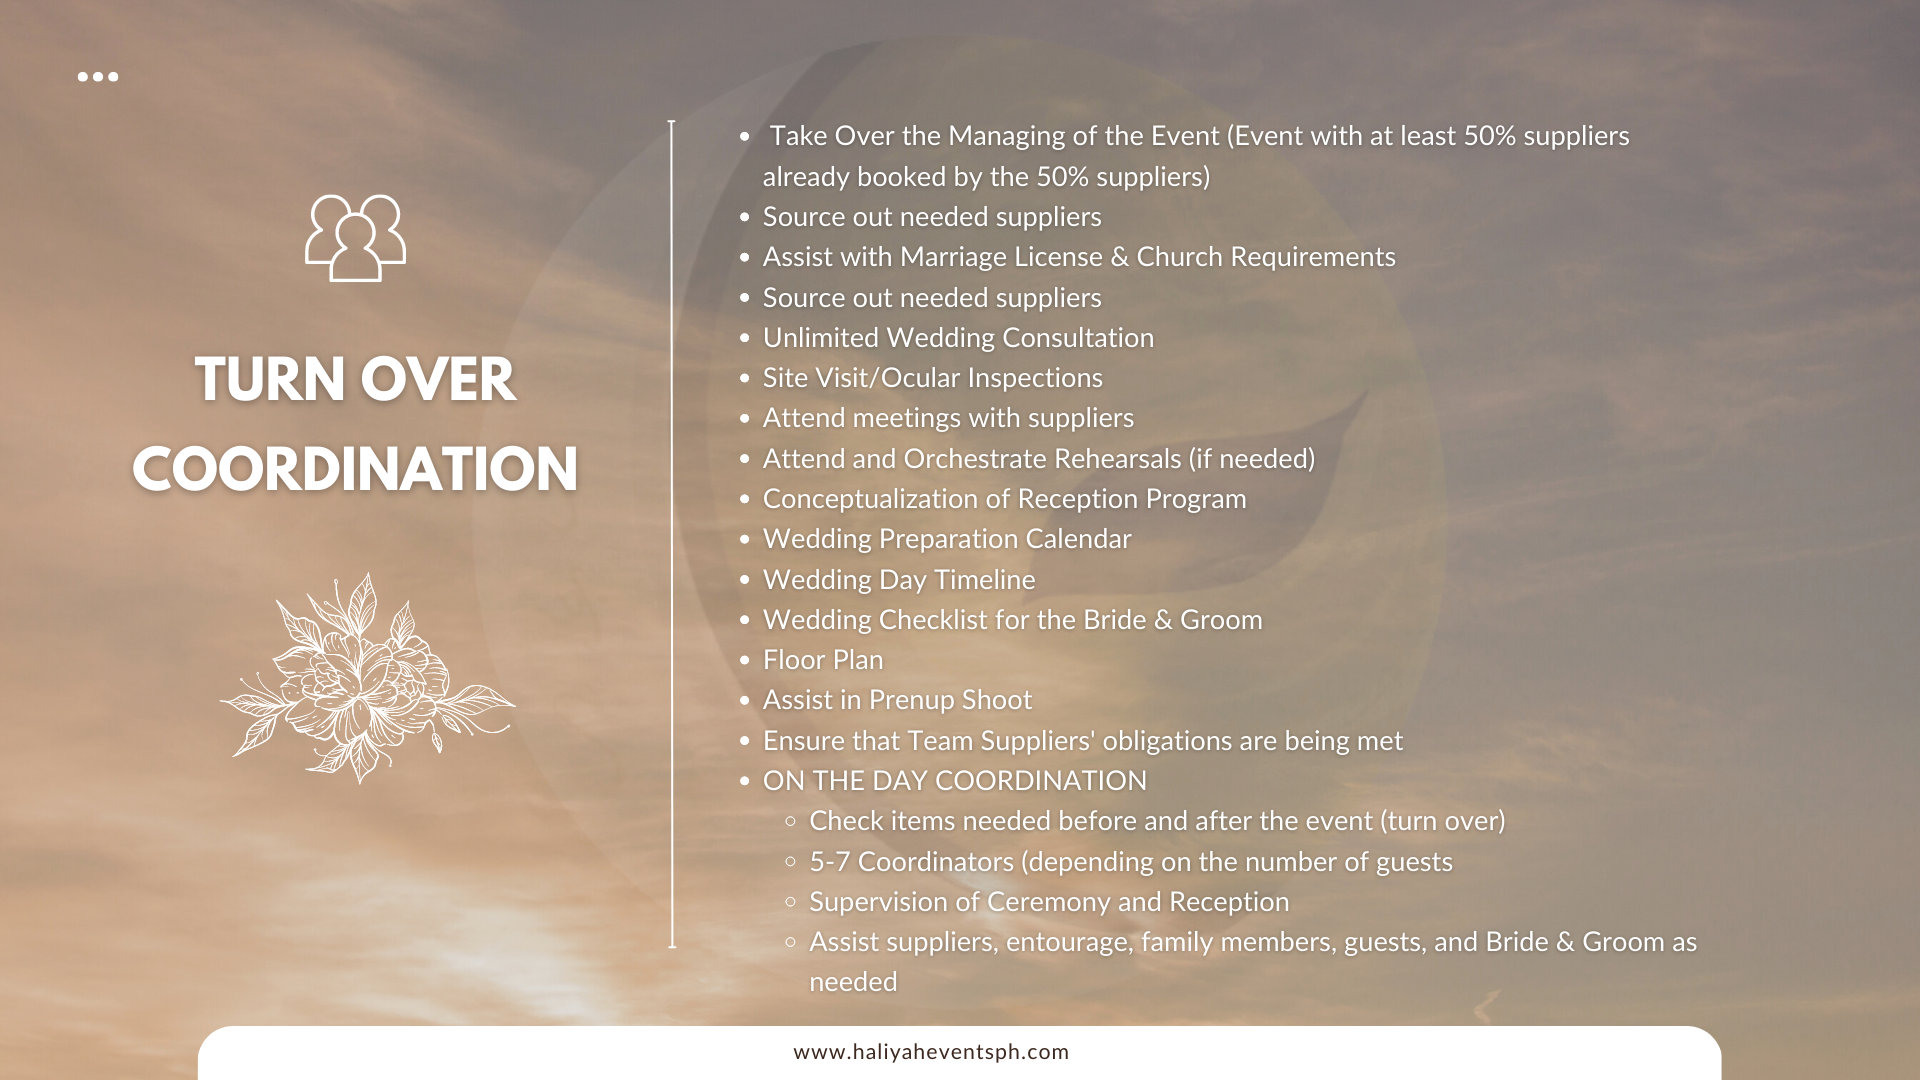 TURN OVER
COORDINATION
• Take Over the Managing of the Event (Event with at least 50% suppliers
already booked by the 50% suppliers)
• Source out needed suppliers
• Assist with Marriage License & Church Requirements
• Source out needed suppliers
• Unlimited Wedding Consultation
• Site Visit/Ocular Inspections
• Attend meetings with suppliers
• Attend and Orchestrate Rehearsals (if needed)
• Conceptualization of Reception Program
• Wedding Preparation Calendar
• Wedding Day Timeline
• Wedding Checklist for the Bride & Groom
• Floor Plan
• Assist in Prenup Shoot
• Ensure that Team Suppliers' obligations are being met
• ON THE DAY COORDINATION
◦ Check items needed before and after the event (turn over)
◦ 5-7 Coordinators (depending on the number of guests
◦ Supervision of Ceremony and Reception
◦ Assist suppliers, entourage, family members, guests, and Bride & Groom as
needed
www.haliyaheventsph.com